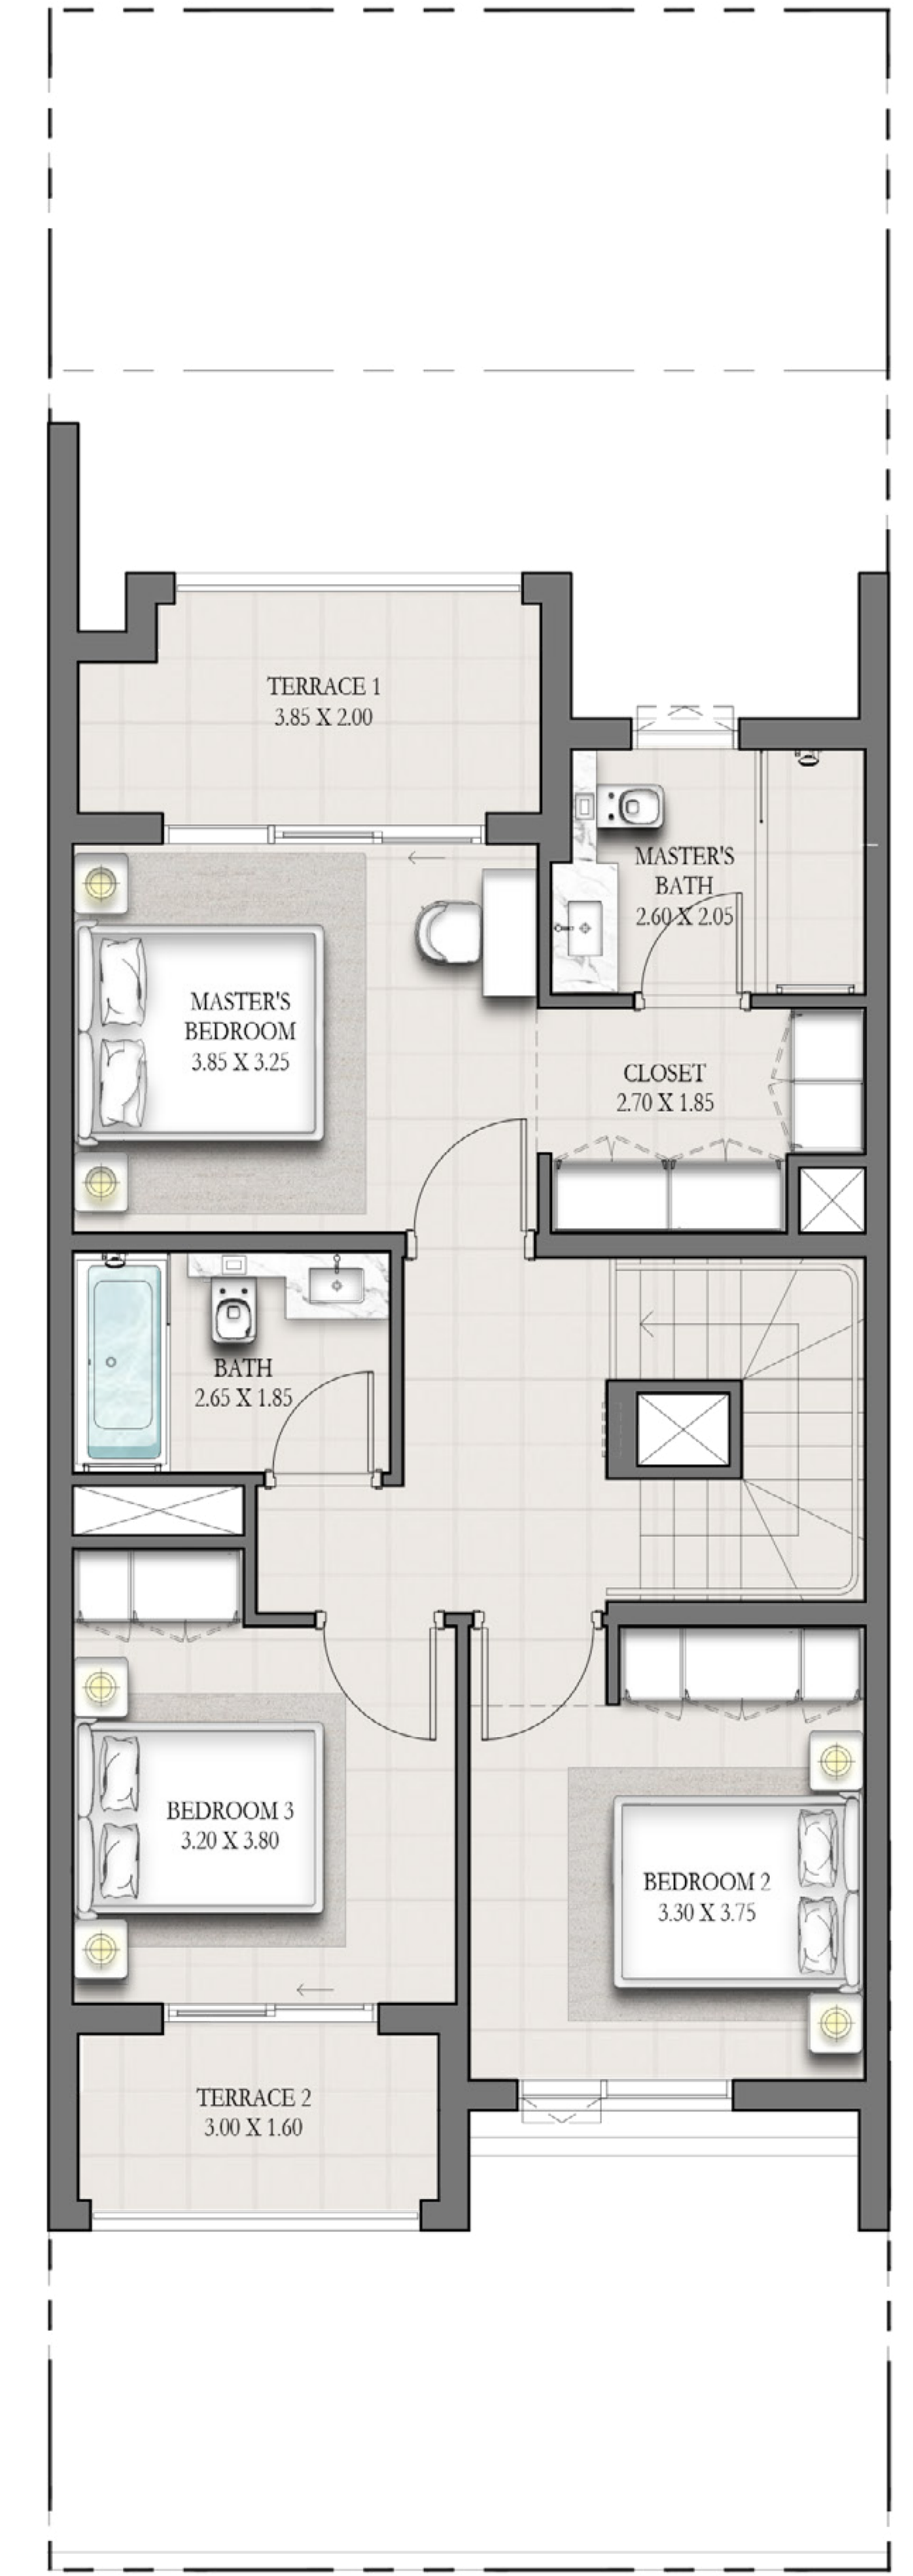 TERRACE 1
3.85 X 2.00
MASTER'S
BATH
2.60 X 2.05
MASTER'S
BEDROOM
3.85 X 3.25
CLOSET
2.70 X 1.85
BATH
2.65 X 1.85
BEDROOM 3
3.20 X 3.80
BEDROOM 2
3.30 X 3.75
TERRACE 2
3.00 X 1.60